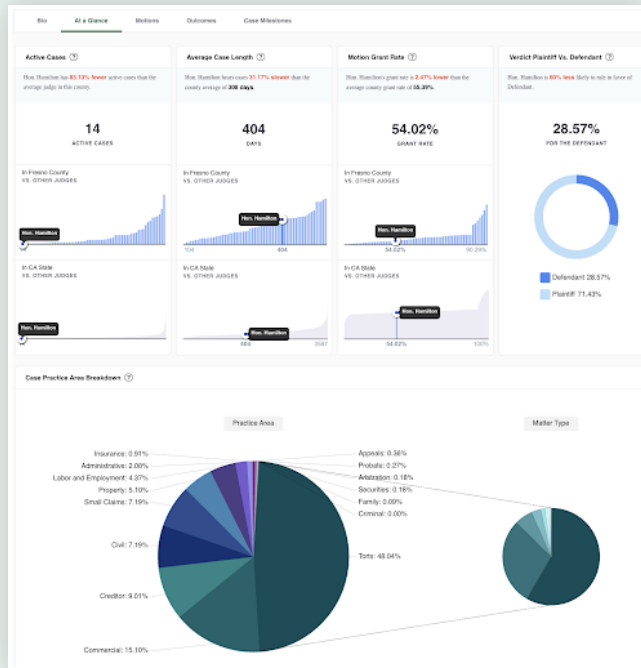 Bio At a Glance Motions Outcomes Case Milestones
Active Cases ?
Hon. Hamilton has 83.13% fewer active cases than the
average judge in this county.
14
ACTIVE CASES
In Fresno County
VS. OTHER JUDGES
Hon. Hamilton
In CA State
VS. OTHER JUDGES
Hon. Hamilton
Average Case Length ?
Hon. Hamilton hears cases 31.17% slower than the
county average of 308 days
404
DAYS
In Fresno County
VS. OTHER JUDGES
Hon. Hamilton
104 404
In CA State
VS. OTHER JUDGES
Hon. Hamilton
404 3587
Motion Grant Rate ?
Hon. Hamilton's grant rate is 2.47% lower than the
average county grant rate of 55.39%.
54.02%
GRANT RATE
In Fresno County
VS. OTHER JUDGES
Hon. Hamilton
54.02% 90.29%
In CA State
VS. OTHER JUDGES
Hon. Hamilton
54.02% 100%
Verdict Plaintiff Vs. Defendant ?
Hon. Hamilton is 60% less likely to rule in favor of
Defendant.
28.57%
FOR THE DEFENDANT
Defendant 28.57%
Plaintiff 71.43%
Case Practice Area Breakdown ?
Practice Area
Insurance: 0.91%
Administrative: 2.00%
Labor and Employment: 4.37%
Property: 5.10%
Small Claims: 7.19%
Civil: 7.19%
Creditor: 9.01%
Commercial: 15.10%
Appeals: 0.36%
Probate: 0.27%
Arbitration: 0.18%
Securities: 0.18%
Family: 0.09%
Criminal: 0.00%
Torts: 48.04%
Matter Type